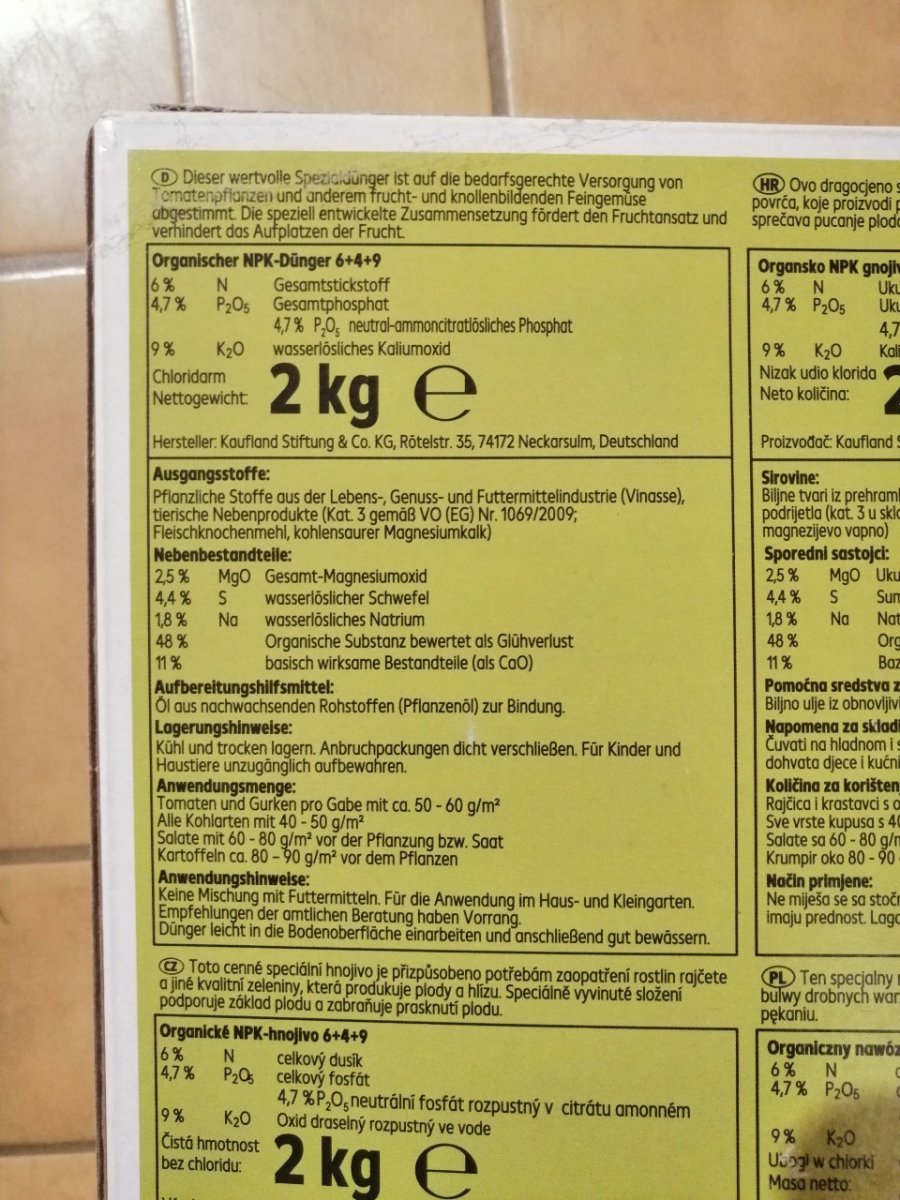 D Dieser wertvolle Spezialdünger ist auf die bedarfsgerechte Versorgung von
Tomatenpflanzen und anderem frucht- und knollenbildenden Feingemüse
abgestimmt. Die speziell entwickelte Zusammensetzung fördert den Fruchtansatz und
verhindert das Aufplatzen der Frucht.
Organischer NPK-Dünger 6+4+9
6 % N Gesamtstickstoff
4,7 % P₂O₅ Gesamtphosphat
4,7 % P₂O₅ neutral-ammoncitratlösliches Phosphat
9 % K₂O wasserlösliches Kaliumoxid
Chloridarm
Nettogewicht: 2 kg ℮
Hersteller: Kaufland Stiftung & Co. KG, Rötelstr. 35, 74172 Neckarsulm, Deutschland
Ausgangsstoffe:
Pflanzliche Stoffe aus der Lebens-, Genuss- und Futtermittelindustrie (Vinasse),
tierische Nebenprodukte (Kat. 3 gemäß VO (EG) Nr. 1069/2009;
Fleischknochenmehl, kohlensaurer Magnesiumkalk)
Nebenbestandteile:
2,5 % MgO Gesamt-Magnesiumoxid
4,4 % S wasserlöslicher Schwefel
1,8 % Na wasserlösliches Natrium
48 % Organische Substanz bewertet als Glühverlust
11 % basisch wirksame Bestandteile (als CaO)
Aufbereitungshilfsmittel:
Öl aus nachwachsenden Rohstoffen (Pflanzenöl) zur Bindung.
Lagerungshinweise:
Kühl und trocken lagern. Anbruchpackungen dicht verschließen. Für Kinder und
Haustiere unzugänglich aufbewahren.
Anwendungsmenge:
Tomaten und Gurken pro Gabe mit ca. 50 - 60 g/m²
Alle Kohlarten mit 40 - 50 g/m²
Salate mit 60 - 80 g/m² vor der Pflanzung bzw. Saat
Kartoffeln ca. 80 – 90 g/m² vor dem Pflanzen
Anwendungshinweise:
Keine Mischung mit Futtermitteln. Für die Anwendung im Haus- und Kleingarten.
Empfehlungen der amtlichen Beratung haben Vorrang.
Dünger leicht in die Bodenoberfläche einarbeiten und anschließend gut bewässern.
CZ Toto cenné speciální hnojivo je přizpůsobeno potřebám zaopatření rostlin rajčete
a jiné kvalitní zeleniny, která produkuje plody a hlízu. Speciálně vyvinuté složení
podporuje základ plodu a zabraňuje prasknutí plodu.
Organické NPK-hnojivo 6+4+9
6 % N celkový dusík
4,7 % P₂O₅ celkový fosfát
4,7 % P₂O₅ neutrální fosfát rozpustný v citrátu amonném
9 % K₂O Oxid draselný rozpustný ve vode
Čistá hmotnost
bez chloridu: 2 kg ℮
HR Ovo dragocjeno
povrća, koje proizvodi
sprečava pucanje
Organsko NPK
6 % N
4,7 % P₂O₅
4,7
9 % K₂O
Nizak udio klorida
Neto količina: 2
Proizvođač: Kaufland
Sirovine:
Biljne tvari iz
podrijetla (kat. 3 u
magnezijevo vapno)
Sporedni sastojci:
2,5 % MgO
4,4 % S
1,8 % Na
48 %
11 %
Pomoćna sredstva
Biljno ulje iz
Napomena za
Čuvati na hladnom i
dohvata djece i
Količina za
Rajčica i krastavci s
Sve vrste kupusa s
Salate sa 60 - 80
Krumpir oko 80 - 90
Način primjene:
Ne miješa se sa
imaju prednost.
PL Ten specjalny
bulwy drobnych
pękaniu.
Organiczny
6 % N
4,7 % P₂O₅
9 % K₂O
w chlorki
Masa netto: